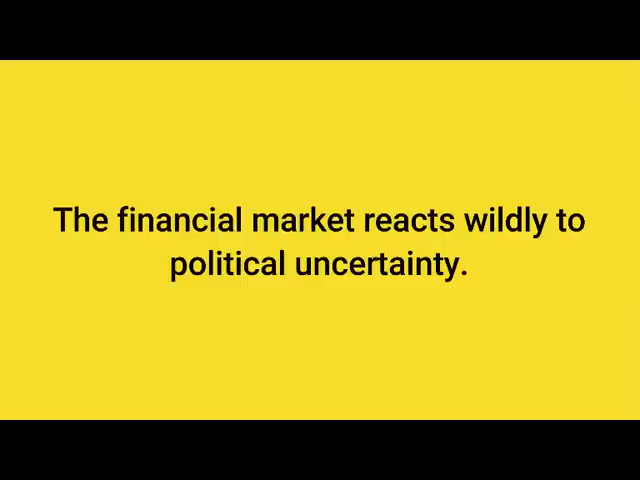 The financial market reacts wildly to
political uncertainty.